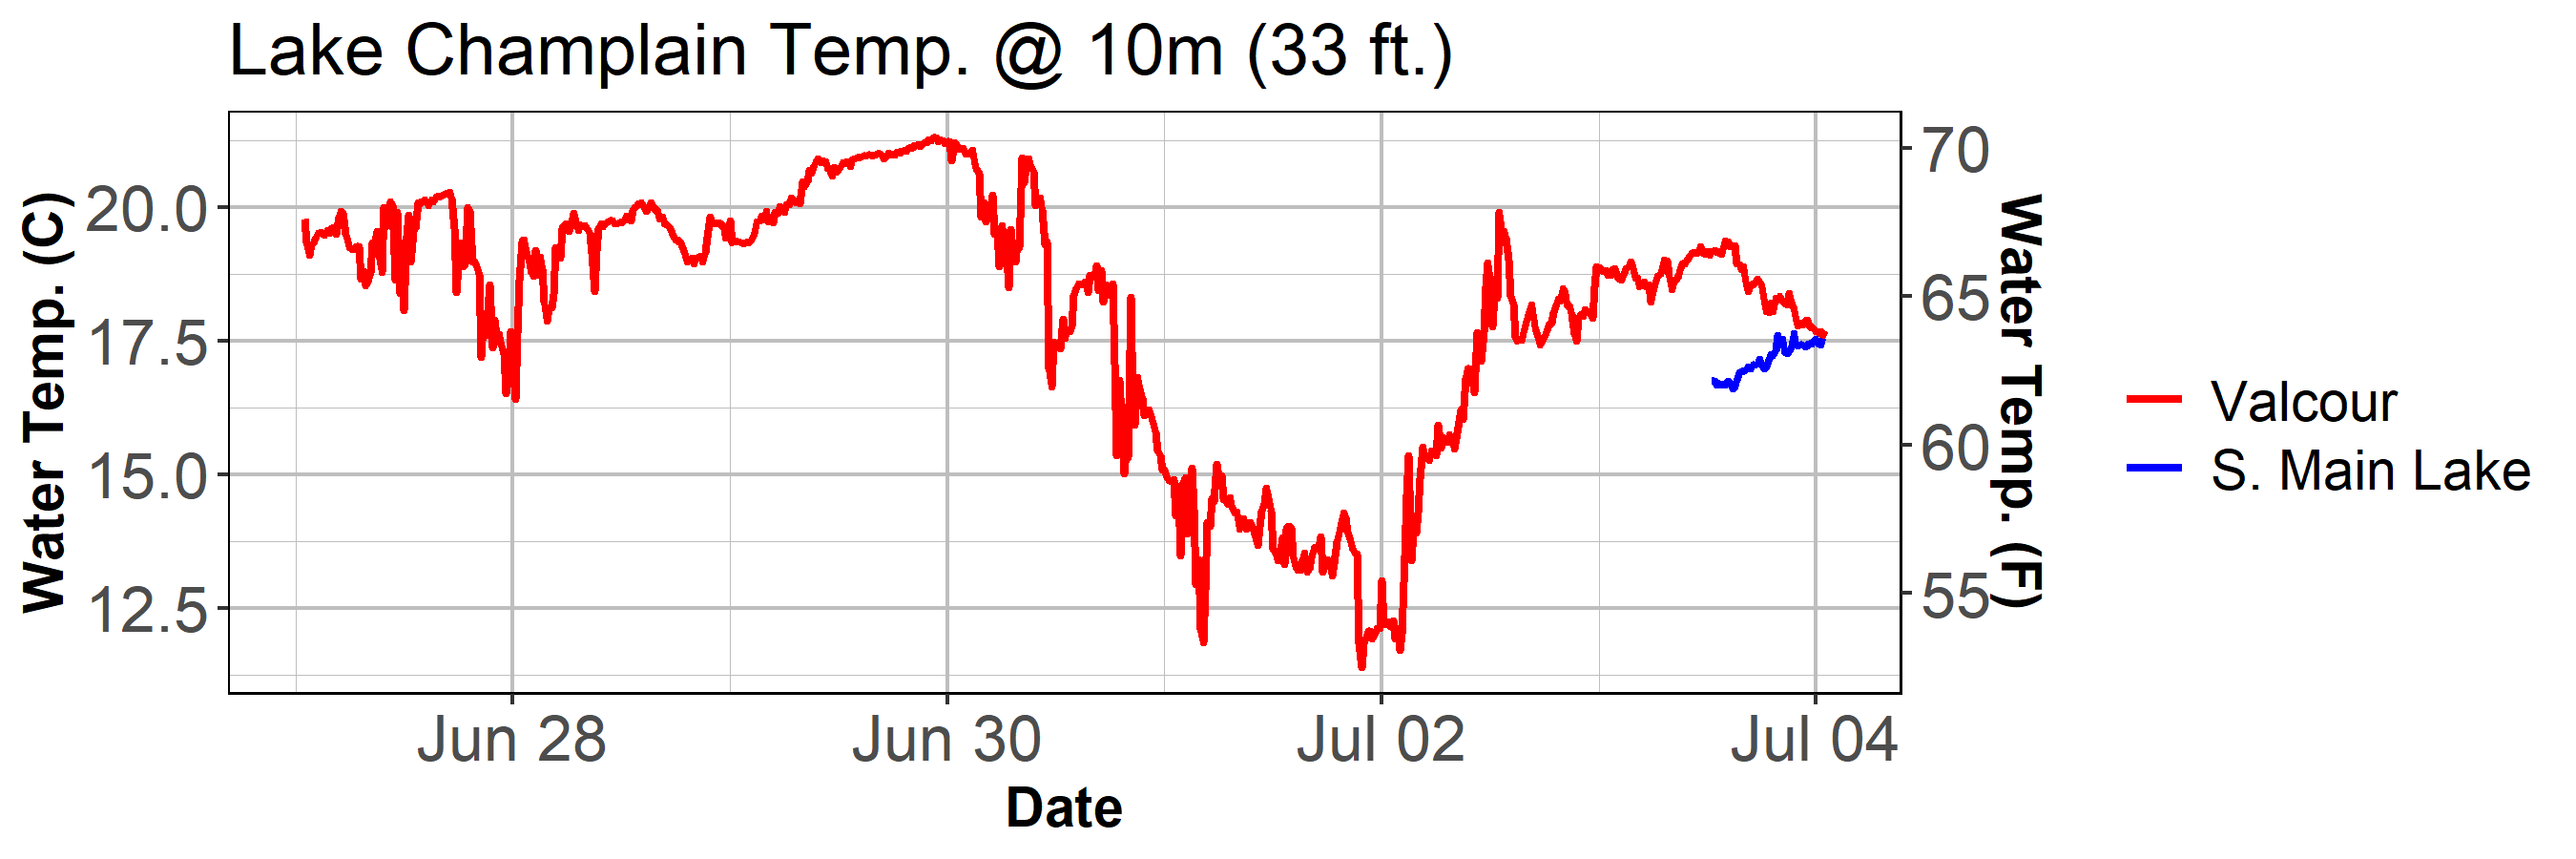 Lake Champlain Temp. @ 10m (33 ft.)
Water Temp. (C)
20.0
17.5
15.0
12.5
70
65
60
55
Water Temp. (F)
Jun 28
Jun 30
Jul 02
Jul 04
Date
Valcour
S. Main Lake